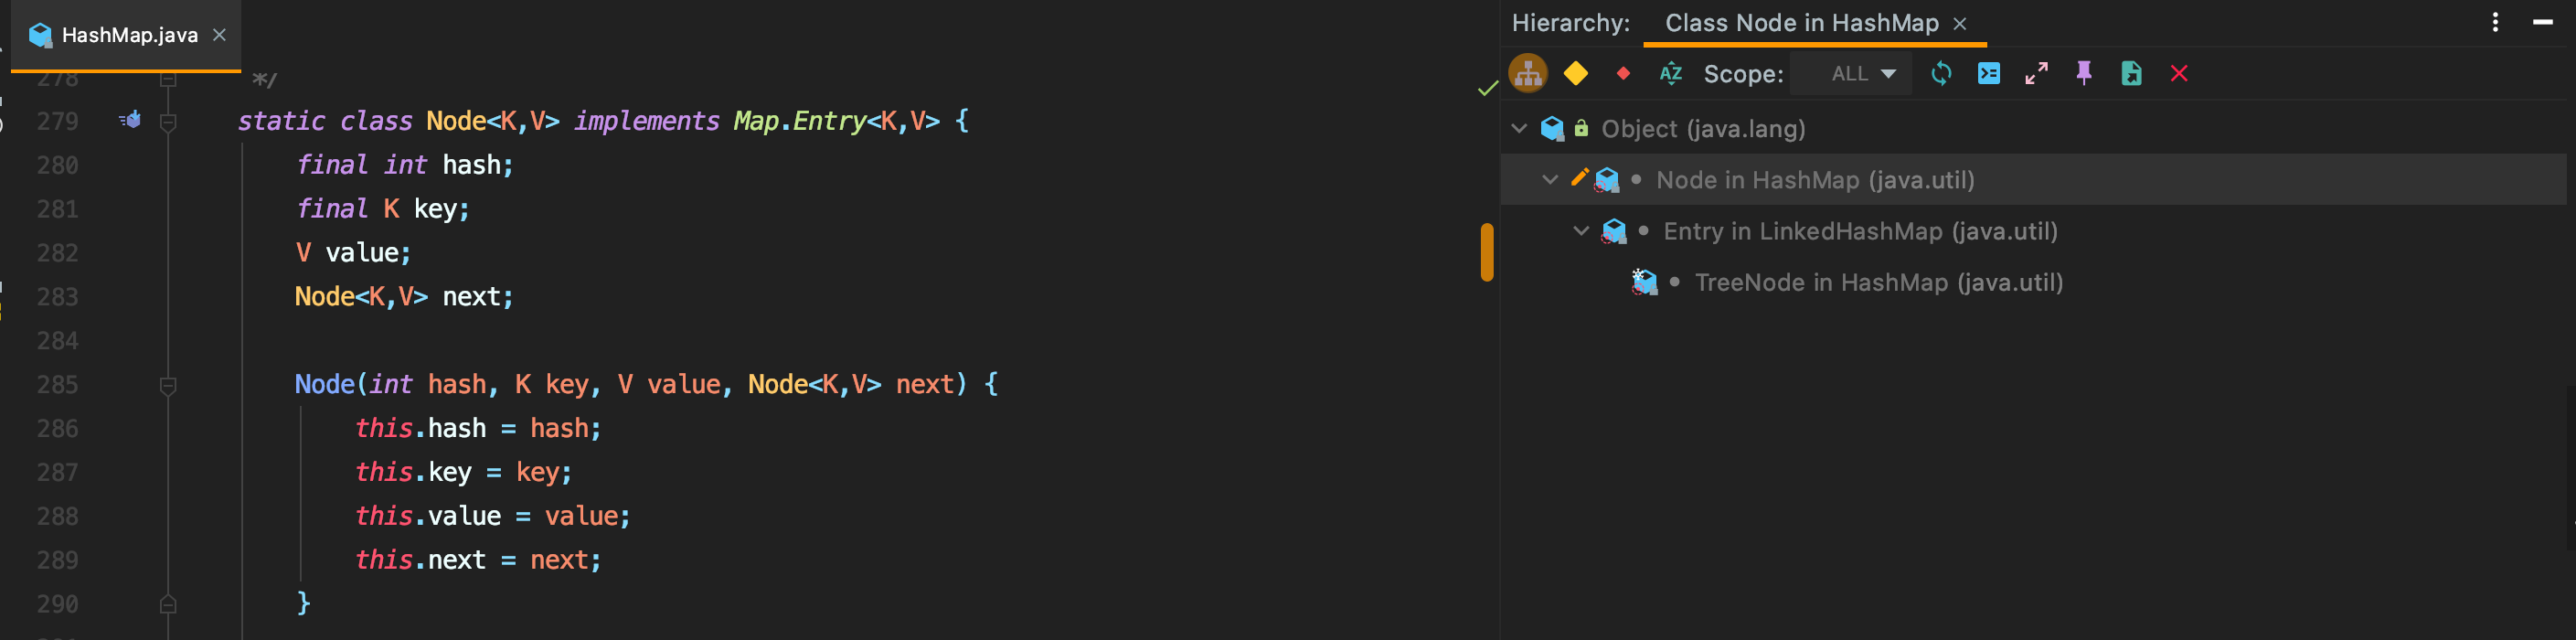 HashMap.java
278 */
279 static class Node<K,V> implements Map.Entry<K,V> {
280 final int hash;
281 final K key;
282 V value;
283 Node<K,V> next;
284
285 Node(int hash, K key, V value, Node<K,V> next) {
286 this.hash = hash;
287 this.key = key;
288 this.value = value;
289 this.next = next;
290 }
Hierarchy: Class Node in HashMap
Scope: ALL
Object (java.lang)
Node in HashMap (java.util)
Entry in LinkedHashMap (java.util)
TreeNode in HashMap (java.util)